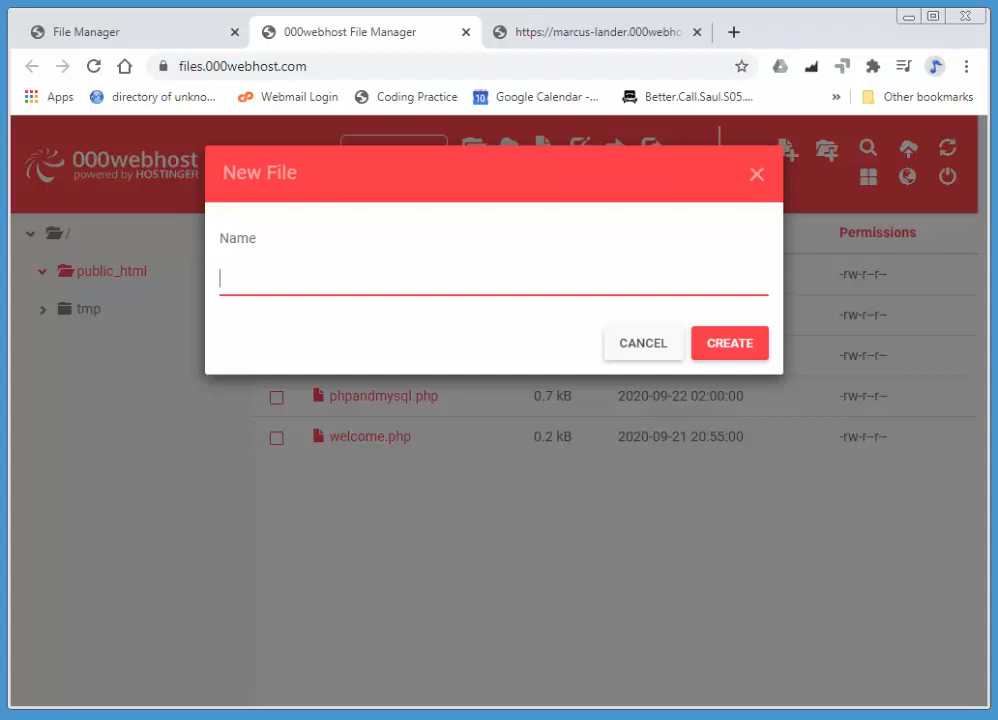 File Manager
000webhost File Manager
https://marcus-lander.000webho
files.000webhost.com
Apps
directory of unkno...
Webmail Login
Coding Practice
10
Google Calendar -...
Better.Call.Saul.S05....
»
Other bookmarks
000webhost
powered by HOSTINGER
New File
/
public_html
tmp
Name
CANCEL
CREATE
Permissions
-rw-r--r--
-rw-r--r--
-rw-r--r--
phpandmysql.php 0.7 kB 2020-09-22 02:00:00 -rw-r--r--
welcome.php 0.2 kB 2020-09-21 20:55:00 -rw-r--r--